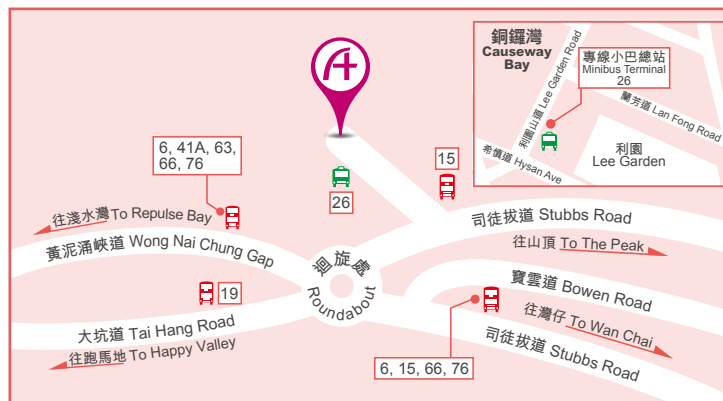 銅鑼灣
Causeway
Bay
利園山道 Lee Garden Road
專線小巴總站
Minibus Terminal
26
蘭芳道 Lan Fong Road
希慎道 Hysan Ave
利園
Lee Garden
6, 41A, 63,
66, 76
15
26
往淺水灣 To Repulse Bay
黃泥涌峽道 Wong Nai Chung Gap
司徒拔道 Stubbs Road
往山頂 To The Peak
迴旋處
Roundabout
19
寶雲道 Bowen Road
大坑道 Tai Hang Road
往灣仔 To Wan Chai
往跑馬地 To Happy Valley
司徒拔道 Stubbs Road
6, 15, 66, 76